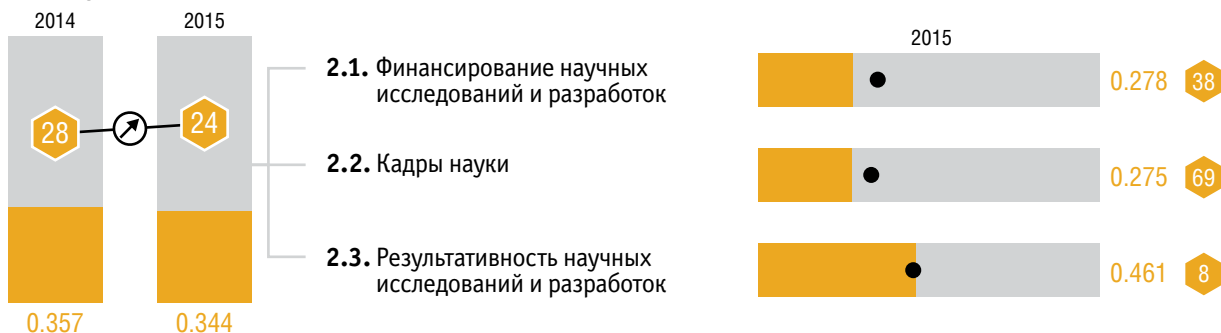 2014 2015
28 24
0.357 0.344
2.1. Финансирование научных
исследований и разработок
2.2. Кадры науки
2.3. Результативность научных
исследований и разработок
2015
0.278 38
0.275 69
0.461 8